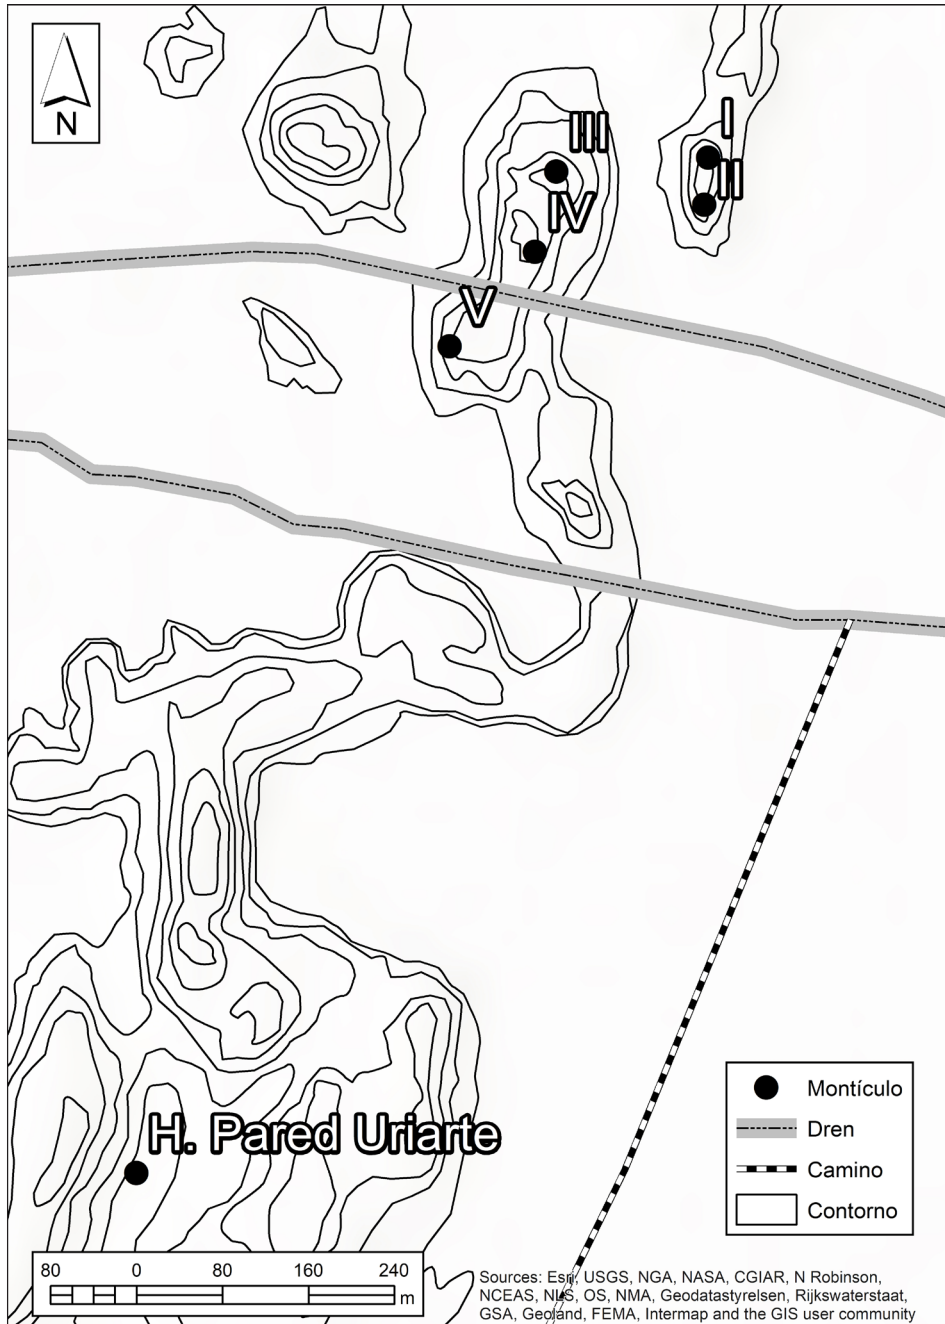 N
I
III
II
IV
V
H. Pared Uriarte
Montículo
Dren
Camino
Contorno
80 0 80 160 240
m
Sources: Esri, USGS, NGA, NASA, CGIAR, N Robinson,
NCEAS, NLS, OS, NMA, Geodatastyrelsen, Rijkswaterstaat,
GSA, Geoland, FEMA, Intermap and the GIS user community